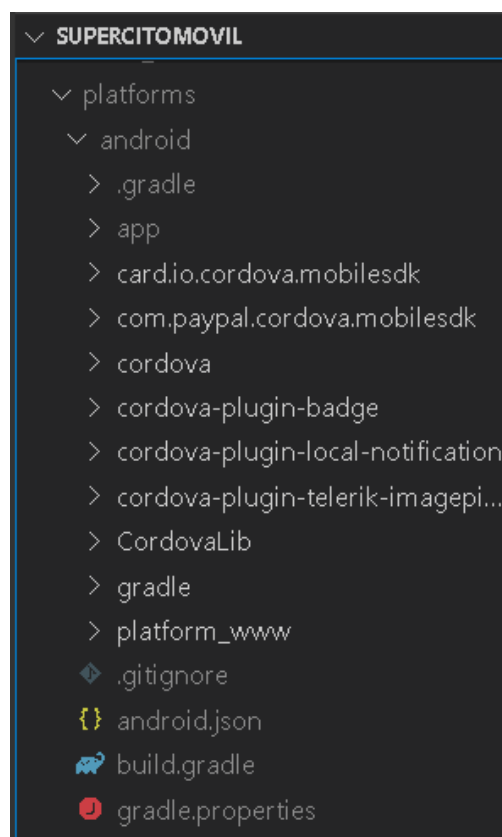 SUPERCITOMOVIL
platforms
android
.gradle
app
card.io.cordova.mobilesdk
com.paypal.cordova.mobilesdk
cordova
cordova-plugin-badge
cordova-plugin-local-notification
cordova-plugin-telerik-imagepi...
CordovaLib
gradle
platform_www
.gitignore
{} android.json
build.gradle
J gradle.properties